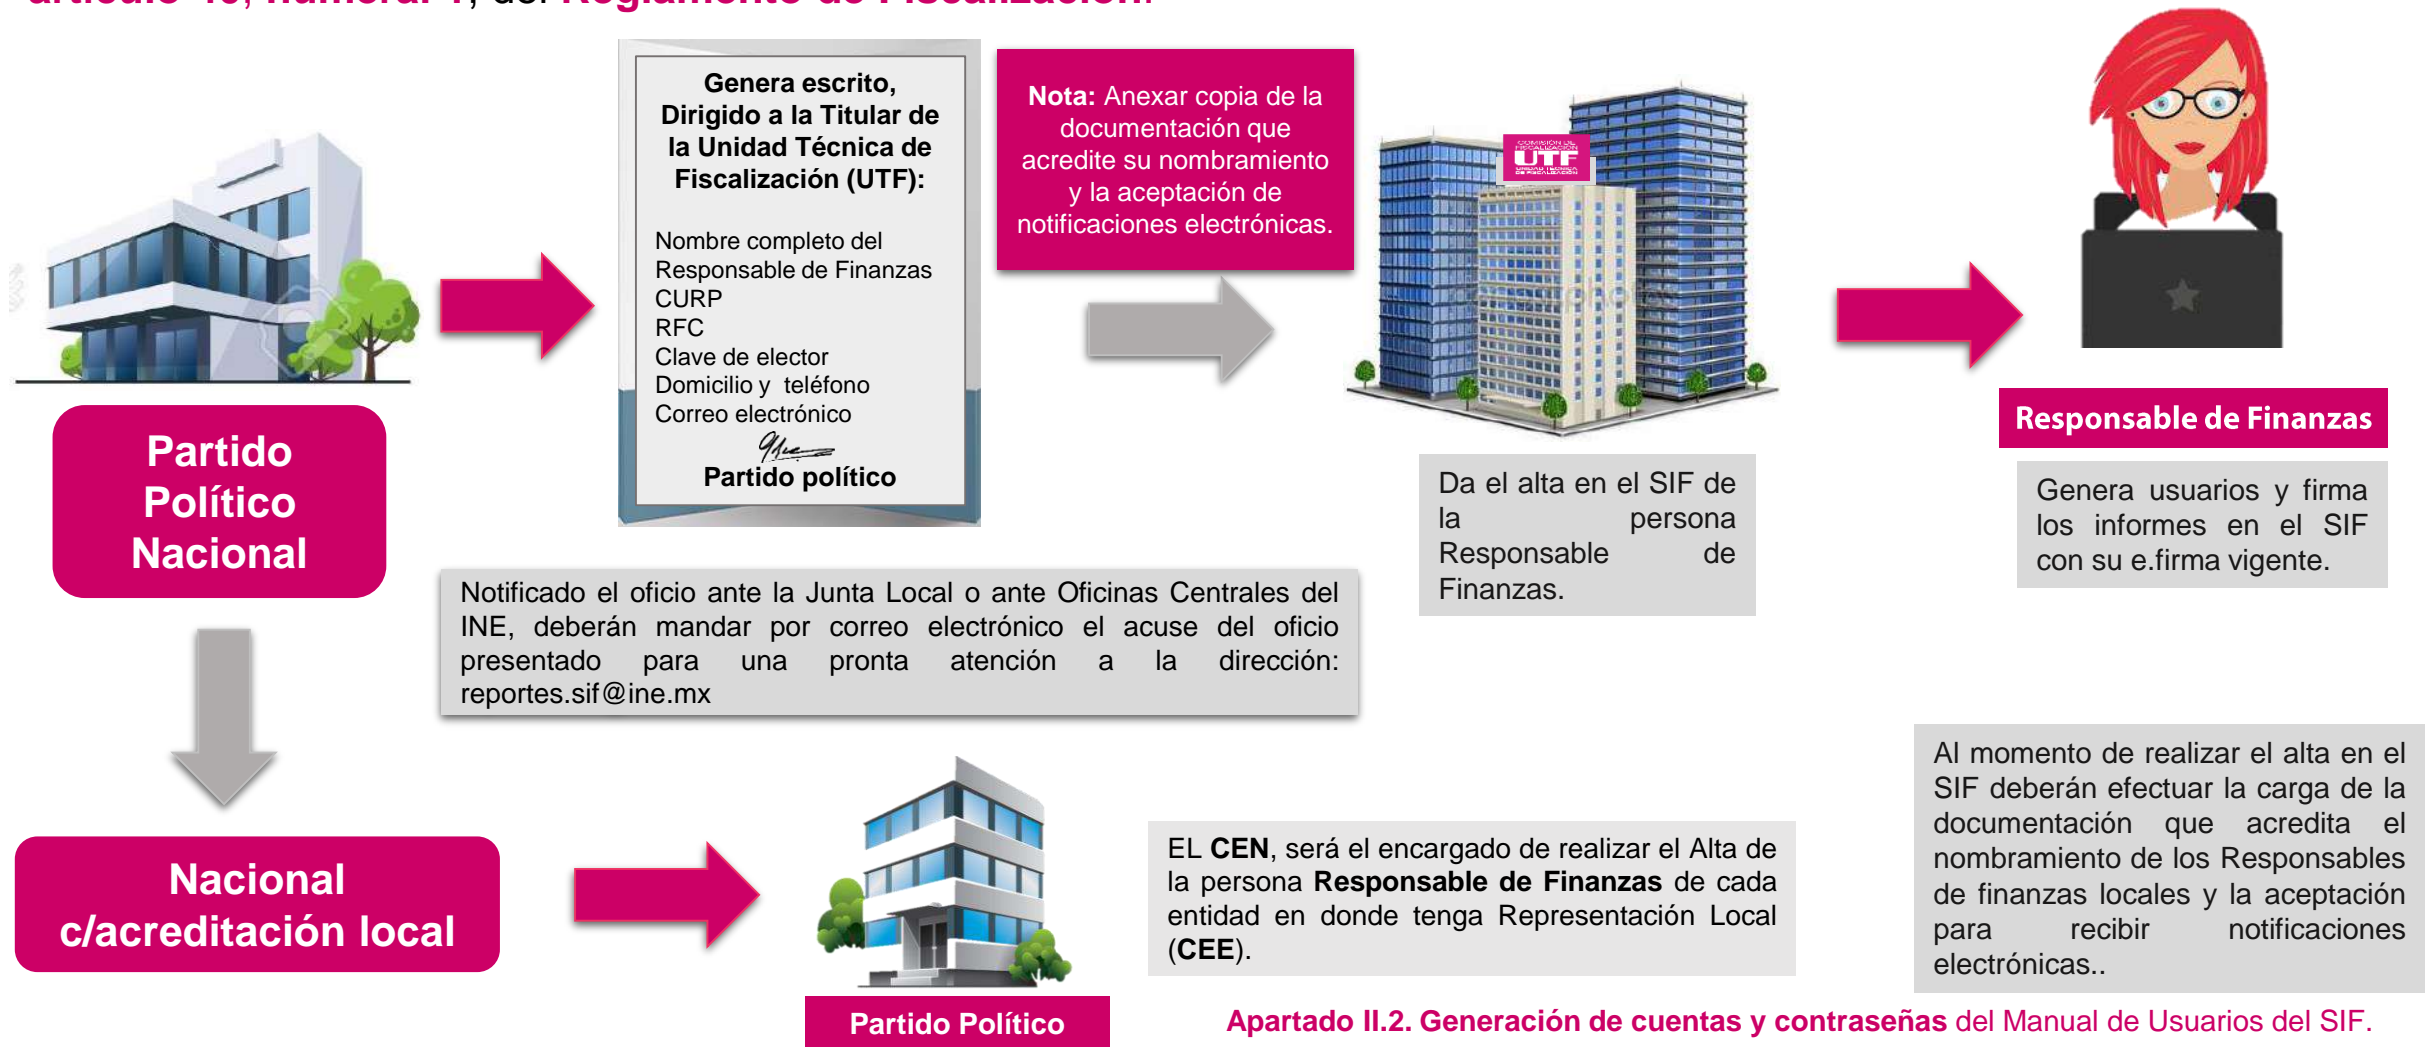 Genera escrito,
Dirigido a la Titular de
la Unidad Técnica de
Fiscalización (UTF):
Nombre completo del
Responsable de Finanzas
CURP
RFC
Clave de elector
Domicilio y teléfono
Correo electrónico
Partido político
Nota: Anexar copia de la
documentación que
acredite su nombramiento
y la aceptación de
notificaciones electrónicas.
COMISIÓN DE
FISCALIZACIÓN
UTF
UNIDAD TÉCNICA
DE FISCALIZACIÓN
Partido
Político
Nacional
Da el alta en el SIF de
la persona
Responsable de
Finanzas.
Responsable de Finanzas
Genera usuarios y firma
los informes en el SIF
con su e.firma vigente.
Notificado el oficio ante la Junta Local o ante Oficinas Centrales del
INE, deberán mandar por correo electrónico el acuse del oficio
presentado para una pronta atención a la dirección:
reportes.sif@ine.mx
Nacional
c/acreditación local
Partido Político
EL CEN, será el encargado de realizar el Alta de
la persona Responsable de Finanzas de cada
entidad en donde tenga Representación Local
(CEE).
Al momento de realizar el alta en el
SIF deberán efectuar la carga de la
documentación que acredita el
nombramiento de los Responsables
de finanzas locales y la aceptación
para recibir notificaciones
electrónicas..
Apartado II.2. Generación de cuentas y contraseñas del Manual de Usuarios del SIF.